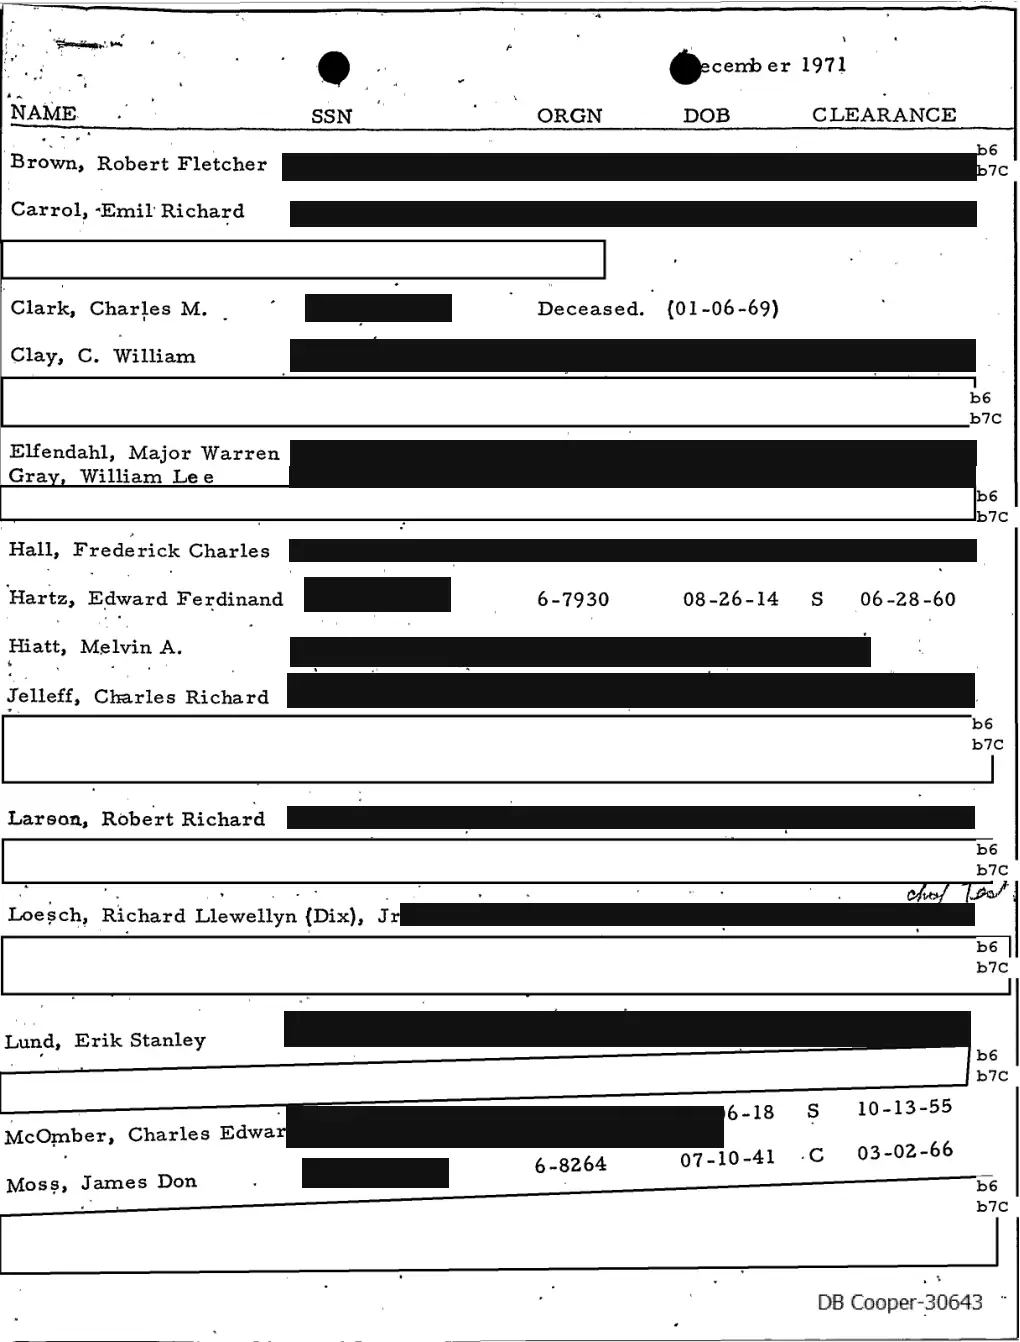 ecember 1971
NAME SSN ORGN DOB CLEARANCE
b6
Brown, Robert Fletcher b7C
Carrol, Emil Richard
Clark, Charles M. Deceased. (01-06-69)
Clay, C. William
b6
b7C
Elfendahl, Major Warren
Gray, William Lee
b6
b7C
Hall, Frederick Charles
Hartz, Edward Ferdinand 6-7930 08-26-14 S 06-28-60
Hiatt, Melvin A.
Jelleff, Charles Richard
b6
b7C
Larson, Robert Richard
b6
b7C
Loesch, Richard Llewellyn (Dix), Jr
b6
b7C
Lund, Erik Stanley
b6
b7C
McOmber, Charles Edwar 6-18 S 10-13-55
Moss, James Don 6-8264 07-10-41 C 03-02-66
b6
b7C
DB Cooper-30643